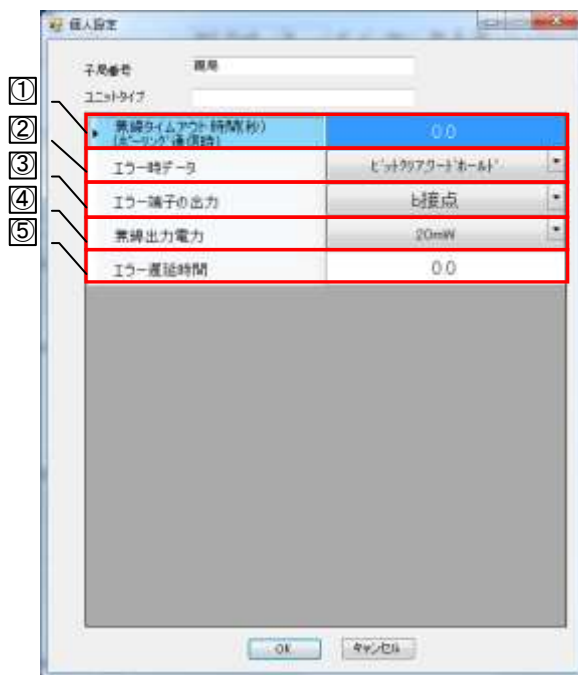 個人設定
子局番号 親局
ユニットタイプ
① 無線タイムアウト時間(秒) 0.0
(ポーリング通信時)
② エラー時データ ビットクリア,ワードホールド
③ エラー端子の出力 b接点
④ 無線出力電力 20mW
⑤ エラー遅延時間 0.0
OK キャンセル